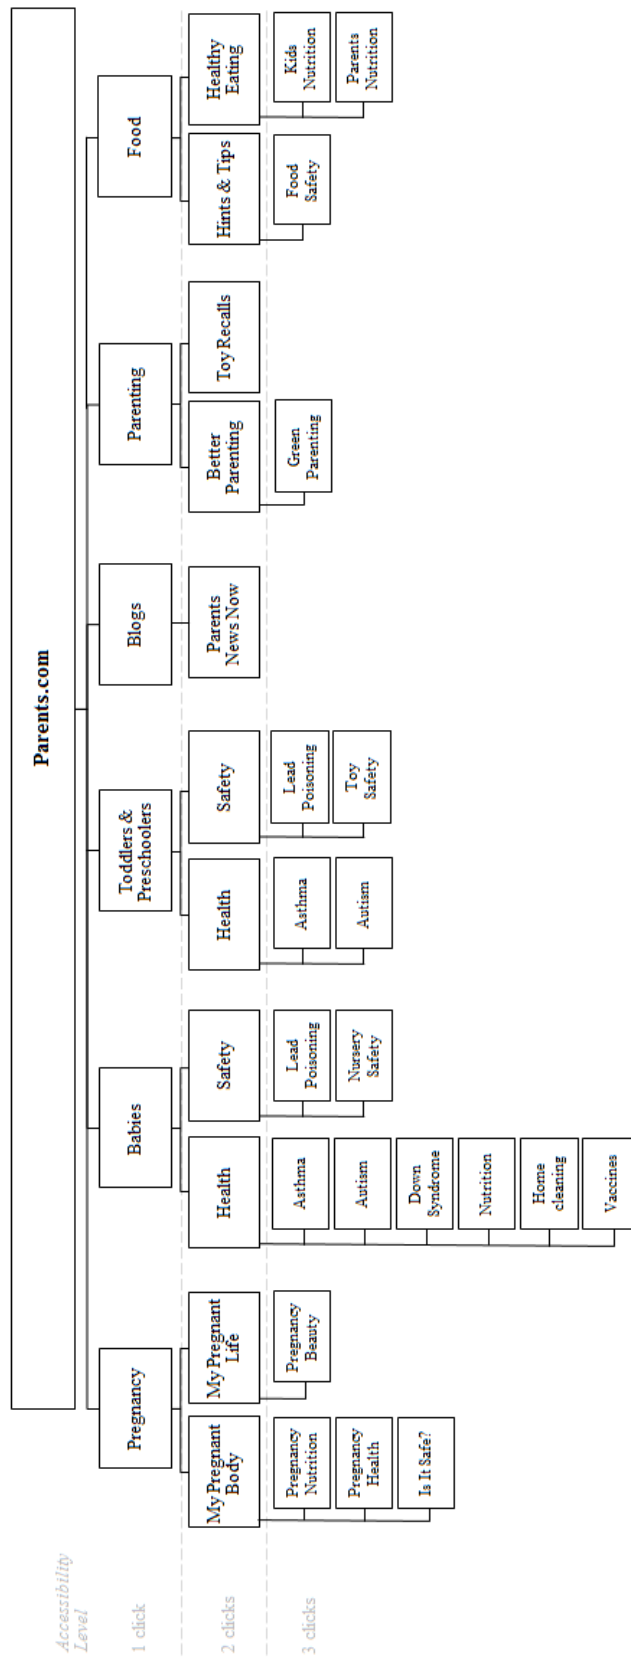 Parents.com
Accessibility
Level
1 click
Pregnancy
Babies
Toddlers &
Preschoolers
Blogs
Parenting
Food
2 clicks
My Pregnant
Body
My Pregnant
Life
Health
Safety
Health
Safety
Parents
News Now
Better
Parenting
Toy Recalls
Hints & Tips
Healthy
Eating
3 clicks
Pregnancy
Nutrition
Pregnancy
Beauty
Asthma
Lead
Poisoning
Asthma
Lead
Poisoning
Green
Parenting
Food
Safety
Kids
Nutrition
Pregnancy
Health
Autism
Nursery
Safety
Autism
Toy
Safety
Parents
Nutrition
Is It Safe?
Down
Syndrome
Nutrition
Home
cleaning
Vaccines